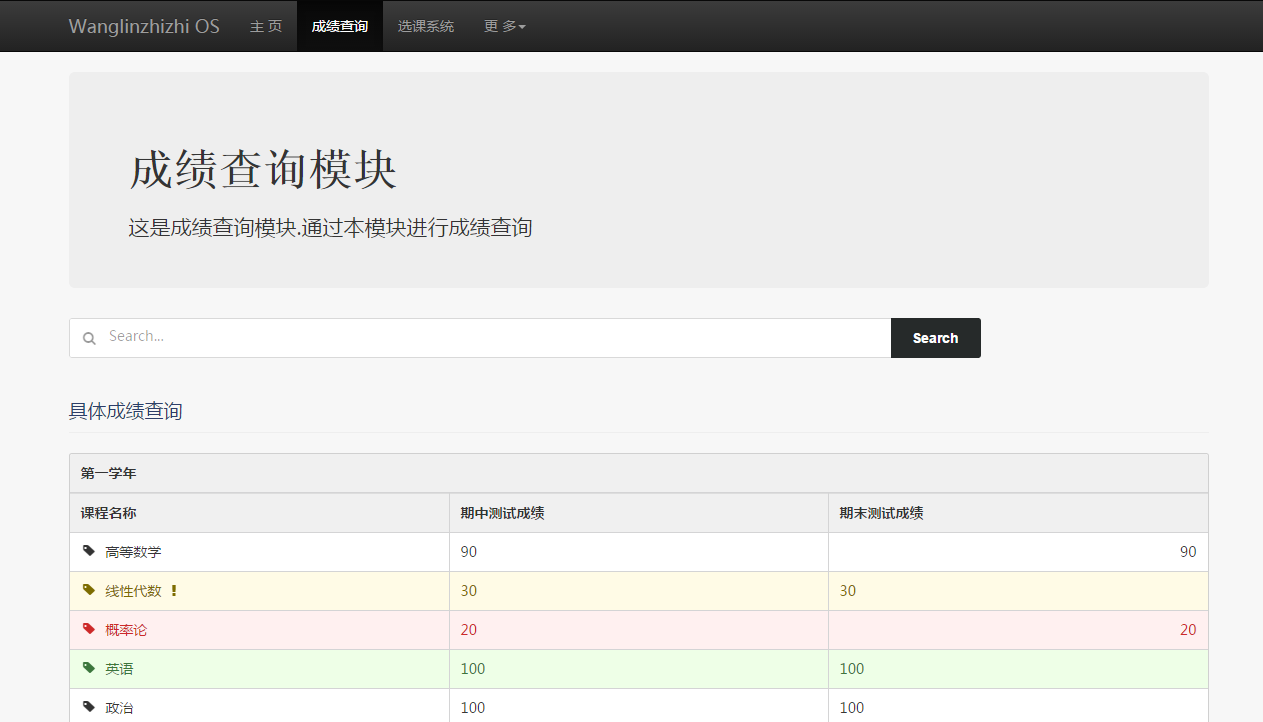 Wanglinzhizhi OS 主 页 成绩查询 选课系统 更 多
成绩查询模块
这是成绩查询模块.通过本模块进行成绩查询
Search...
Search
具体成绩查询
第一学年
课程名称 期中测试成绩 期末测试成绩
高等数学 90 90
线性代数 ! 30 30
概率论 20 20
英语 100 100
政治 100 100